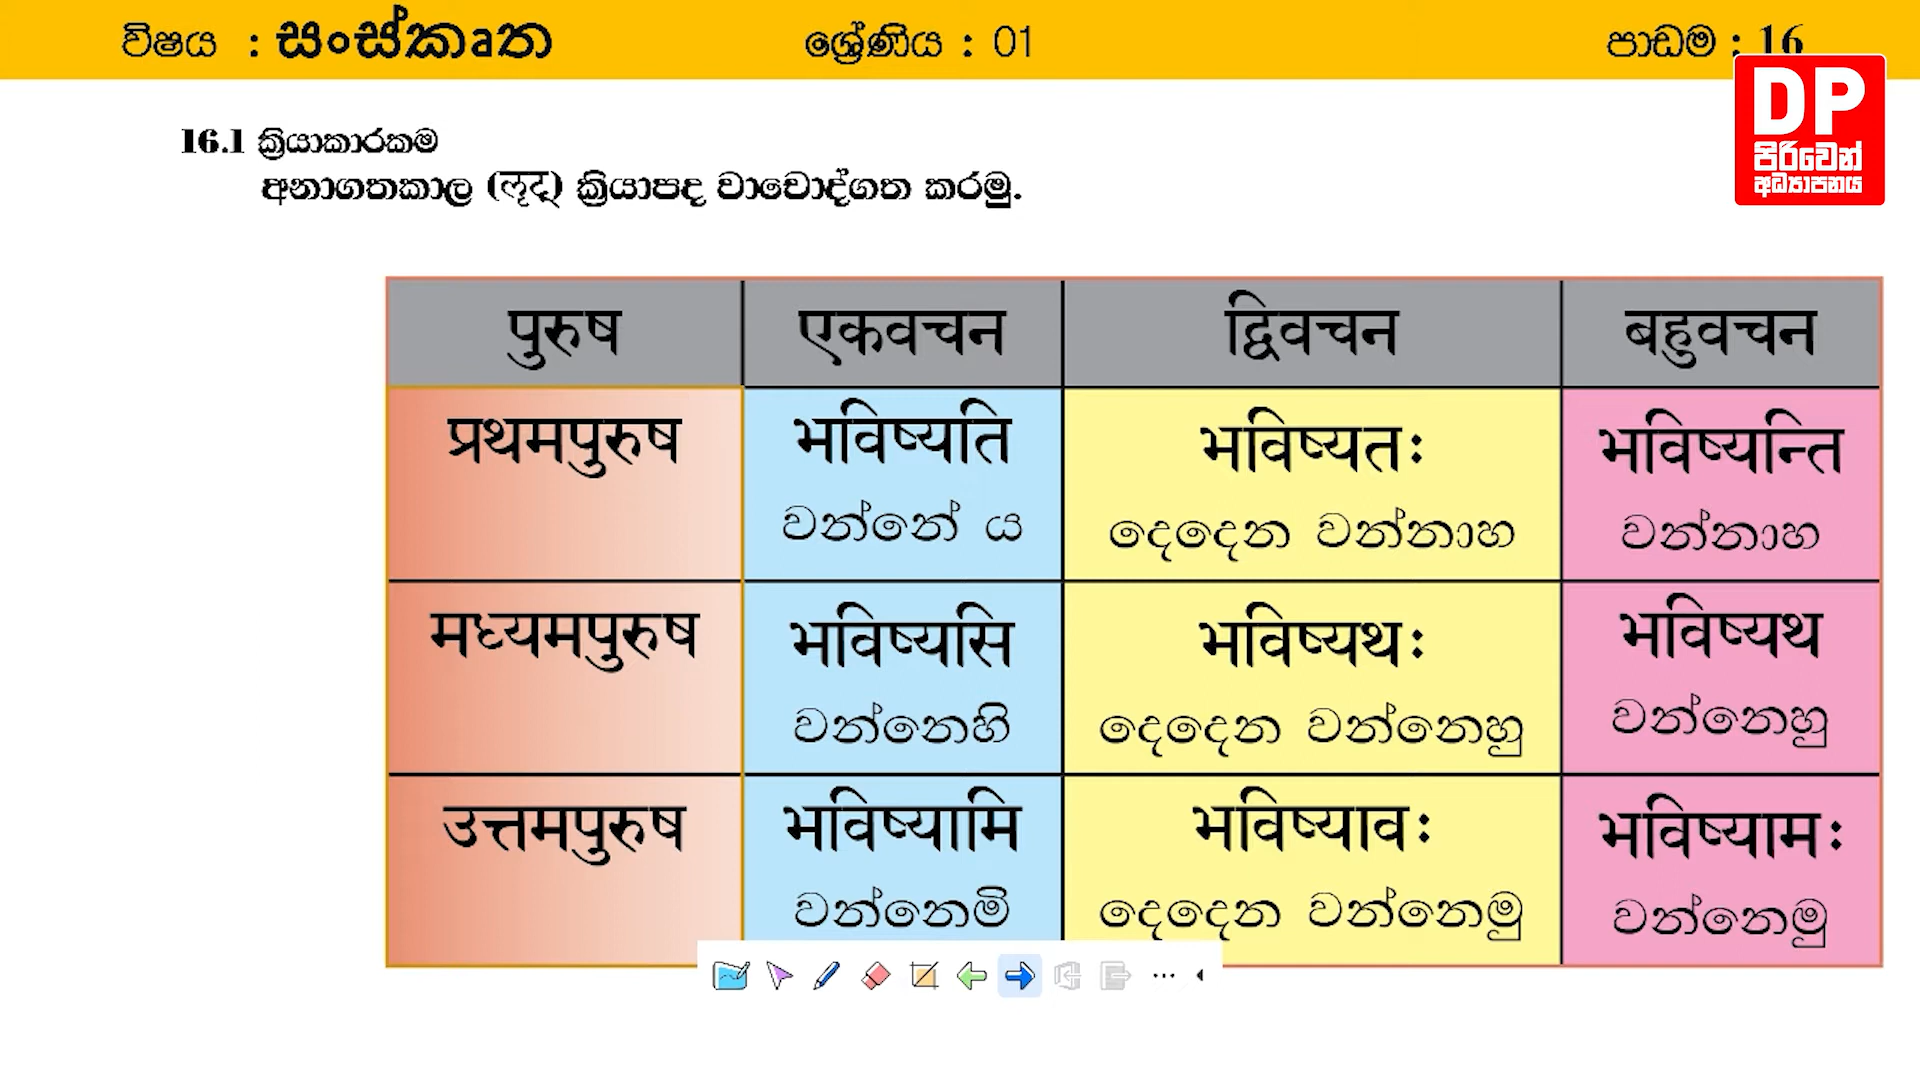 විෂය : සංස්කෘත ශ්‍රේණිය : 01 පාඩම : 16
DP
පිරිවෙන්
අධ්‍යාපනය
16.1 ක්‍රියාකාරකම
අනාගතකාල (ලෘට්) ක්‍රියාපද වාචොද්ගත කරමු.
पुरुष एकवचन द्विवचन बहुवचन
प्रथमपुरुष भविष्यति भविष्यतः भविष्यन्ति
වන්නේ ය දෙදෙන වන්නාහ වන්නාහ
मध्यमपुरुष भविष्यसि भविष्यथः भविष्यथ
වන්නෙහි දෙදෙන වන්නෙහු වන්නෙහු
उत्तमपुरुष भविष्यामि भविष्यावः भविष्यामः
වන්නෙමි දෙදෙන වන්නෙමු වන්නෙමු